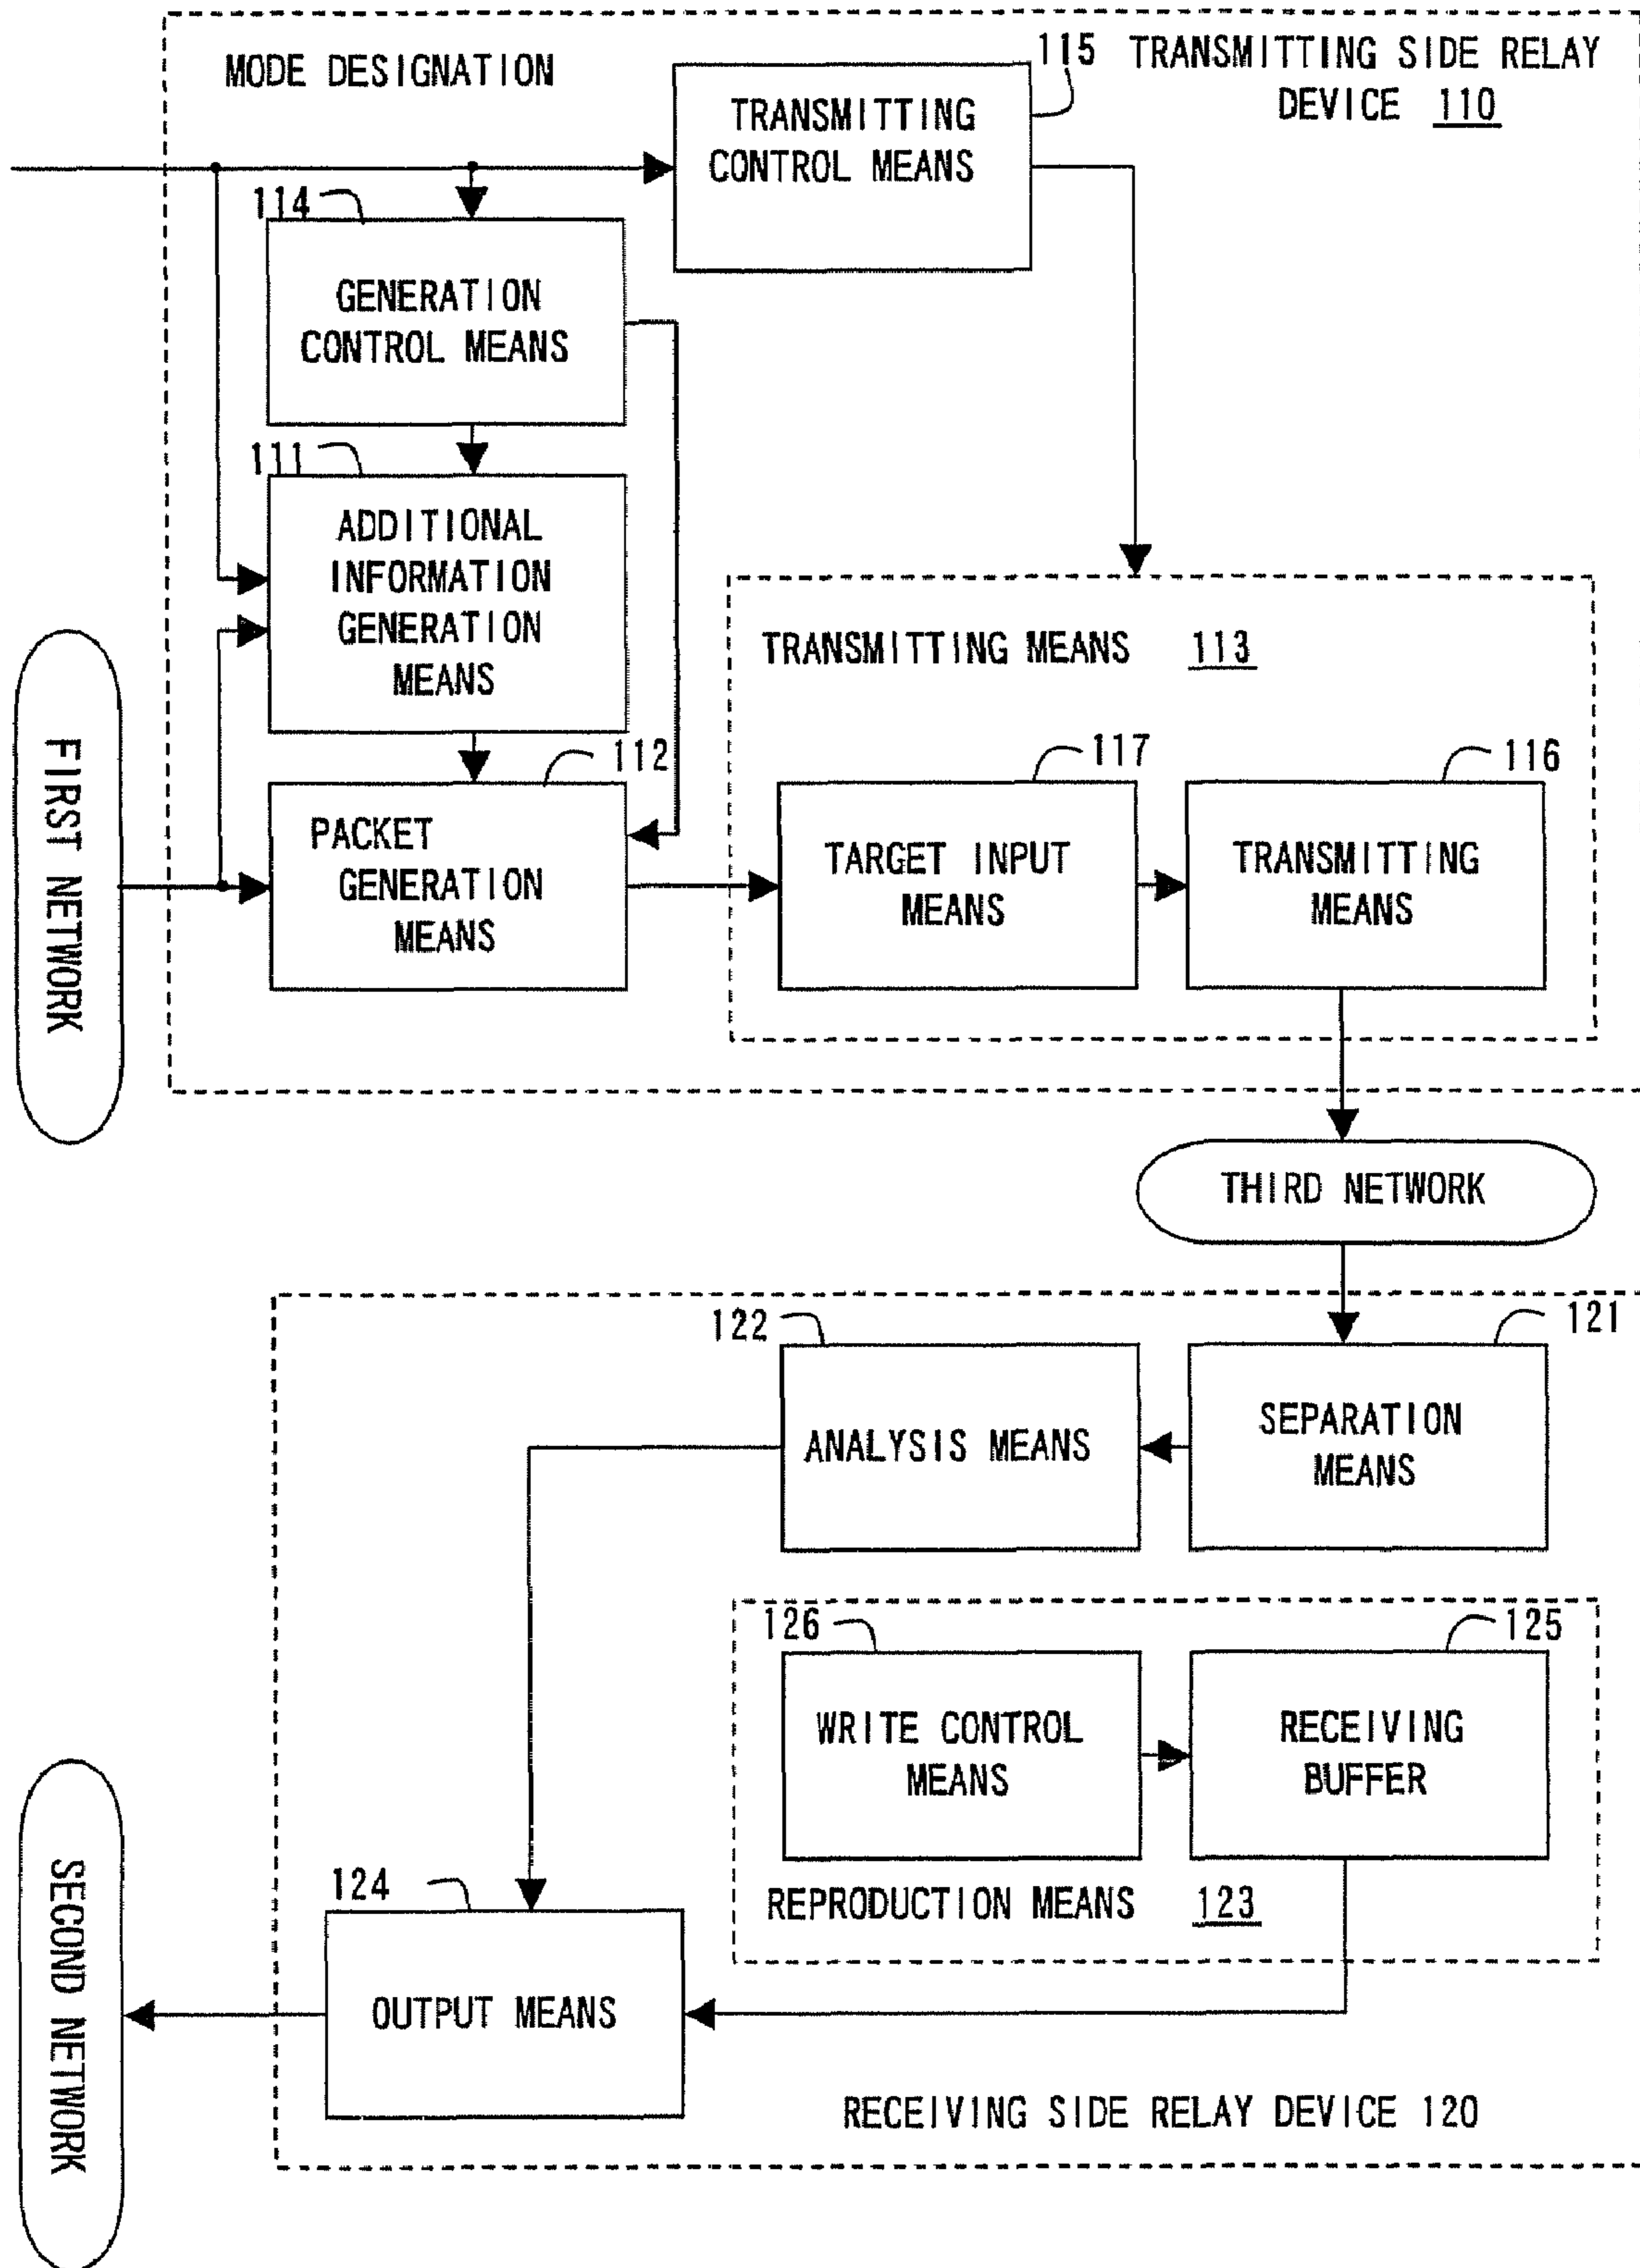 MODE DESIGNATION
115
TRANSMITTING SIDE RELAY
DEVICE 110
TRANSMITTING
CONTROL MEANS
114
GENERATION
CONTROL MEANS
111
ADDITIONAL
INFORMATION
GENERATION
MEANS
TRANSMITTING MEANS 113
FIRST NETWORK
112
117
116
PACKET
GENERATION
MEANS
TARGET INPUT
MEANS
TRANSMITTING
MEANS
THIRD NETWORK
122
121
ANALYSIS MEANS
SEPARATION
MEANS
126
125
WRITE CONTROL
MEANS
RECEIVING
BUFFER
REPRODUCTION MEANS 123
124
SECOND NETWORK
OUTPUT MEANS
RECEIVING SIDE RELAY DEVICE 120